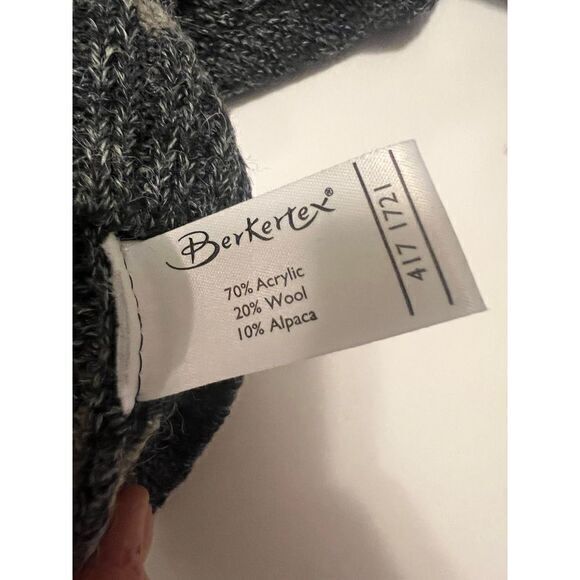 Berkertex®
70% Acrylic
20% Wool
10% Alpaca
417 1721